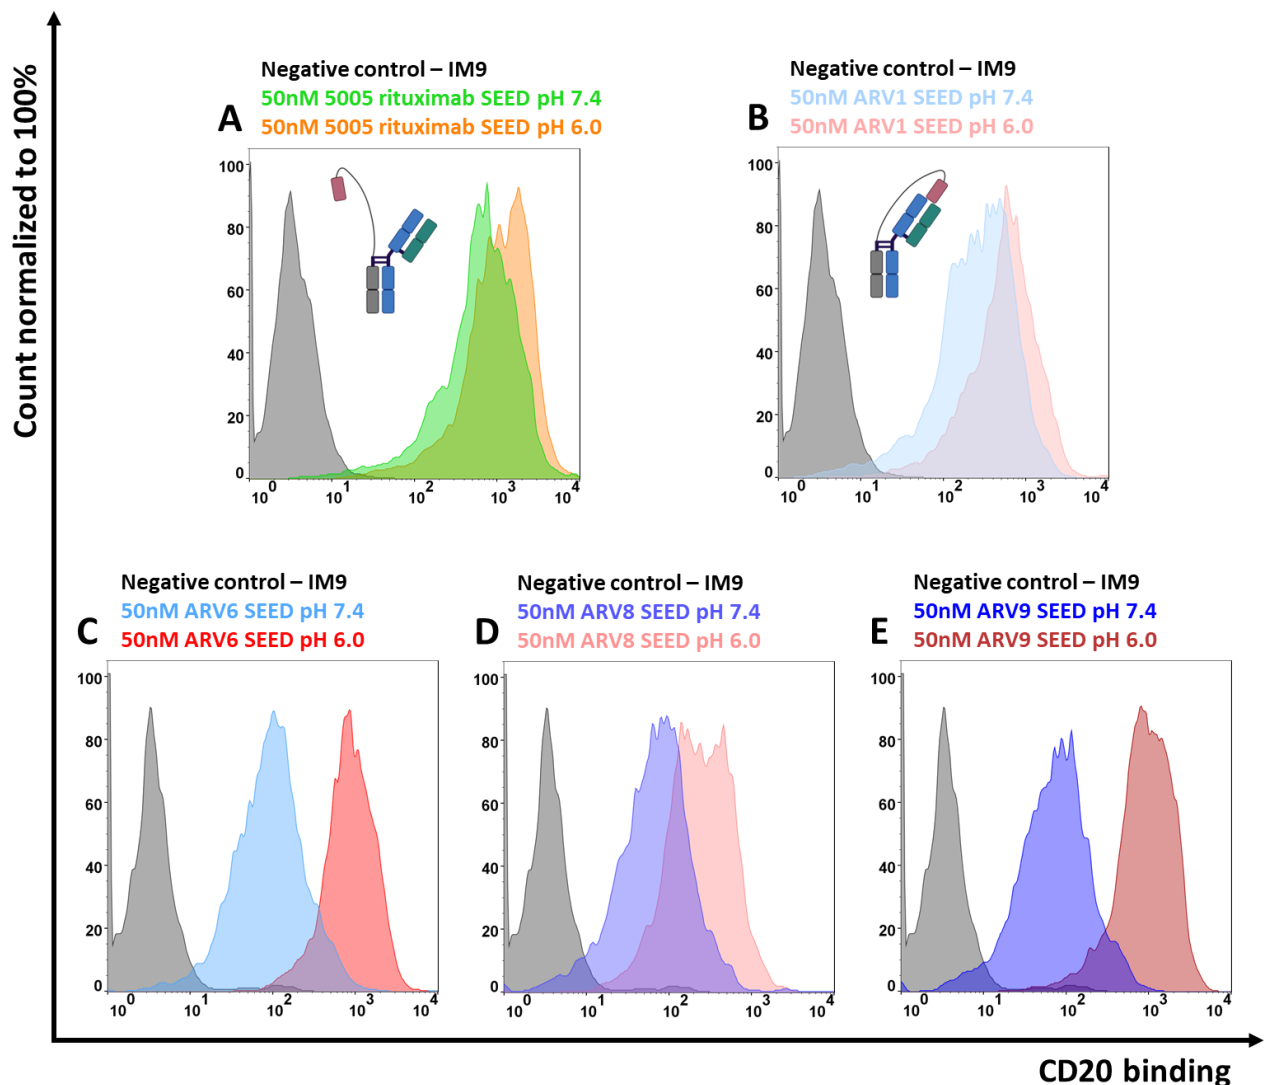 Count normalized to 100%
A
Negative control – IM9
50nM 5005 rituximab SEED pH 7.4
50nM 5005 rituximab SEED pH 6.0
100
80
60
40
20
0
10^0 10^1 10^2 10^3 10^4
B
Negative control – IM9
50nM ARV1 SEED pH 7.4
50nM ARV1 SEED pH 6.0
100
80
60
40
20
0
10^0 10^1 10^2 10^3 10^4
C
Negative control – IM9
50nM ARV6 SEED pH 7.4
50nM ARV6 SEED pH 6.0
100
80
60
40
20
0
10^0 10^1 10^2 10^3 10^4
D
Negative control – IM9
50nM ARV8 SEED pH 7.4
50nM ARV8 SEED pH 6.0
100
80
60
40
20
0
10^0 10^1 10^2 10^3 10^4
E
Negative control – IM9
50nM ARV9 SEED pH 7.4
50nM ARV9 SEED pH 6.0
100
80
60
40
20
0
10^0 10^1 10^2 10^3 10^4
CD20 binding